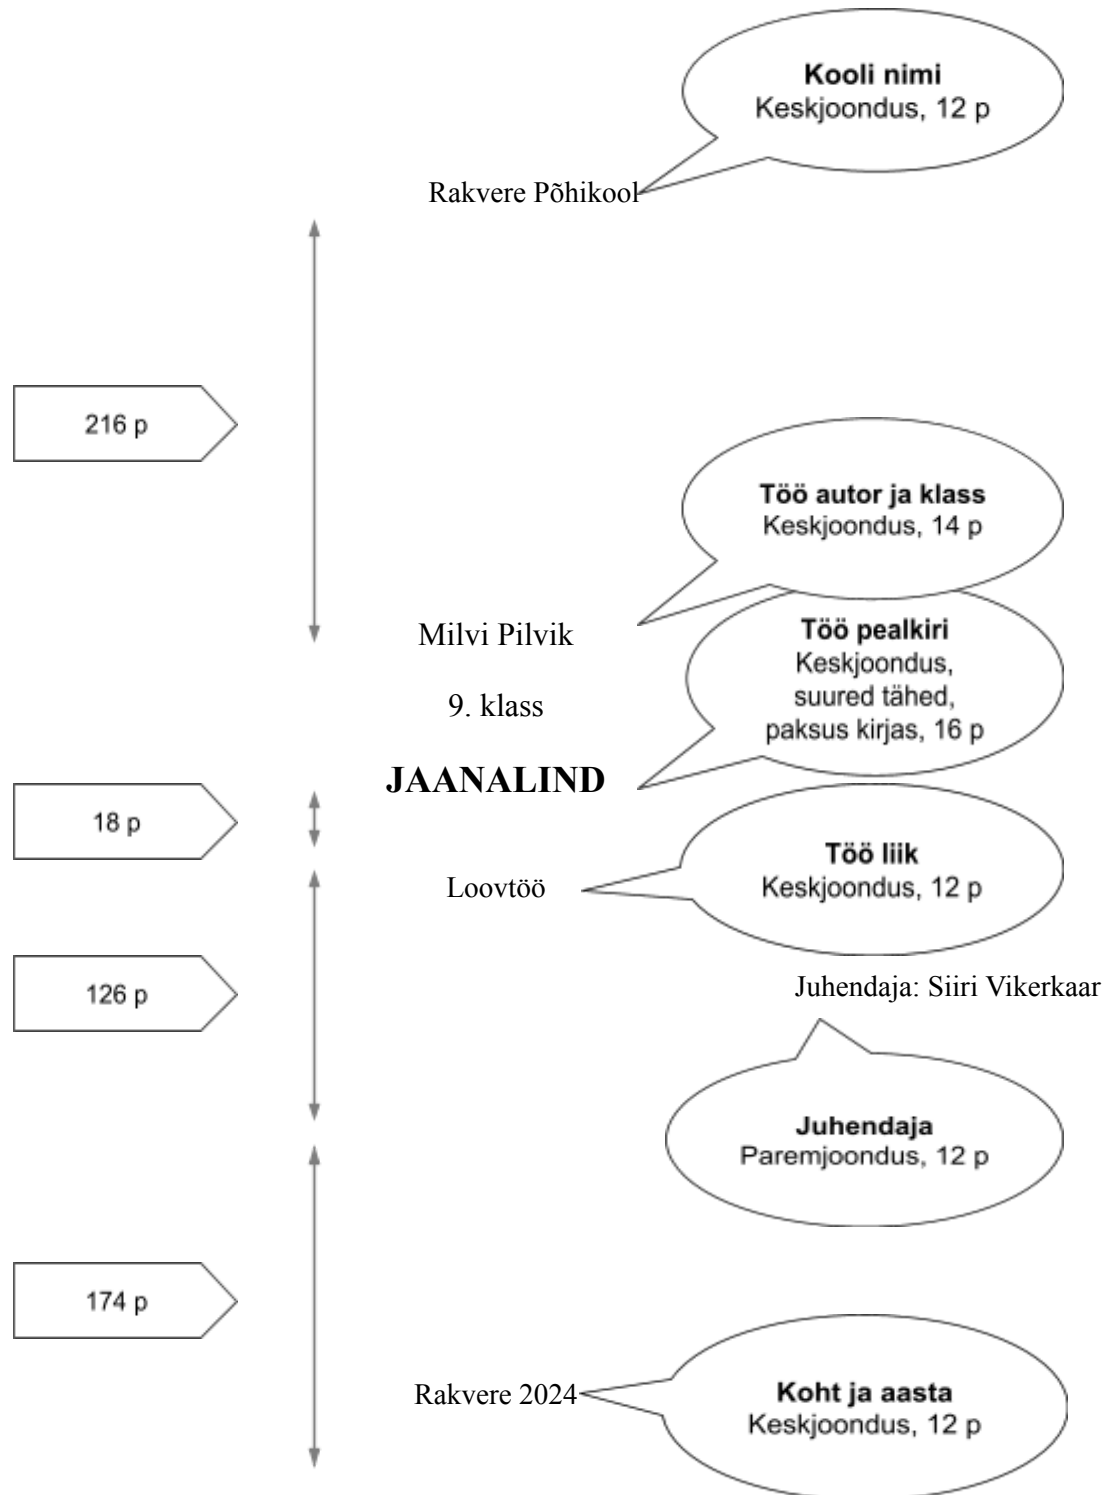 Kooli nimi
Keskjoondus, 12 p
Rakvere Põhikool
216 p
Töö autor ja klass
Keskjoondus, 14 p
Milvi Pilvik
Töö pealkiri
Keskjoondus,
suured tähed,
paksus kirjas, 16 p
9. klass
JAANALIND
18 p
Töö liik
Keskjoondus, 12 p
Loovtöö
126 p
Juhendaja: Siiri Vikerkaar
Juhendaja
Paremjoondus, 12 p
174 p
Rakvere 2024
Koht ja aasta
Keskjoondus, 12 p